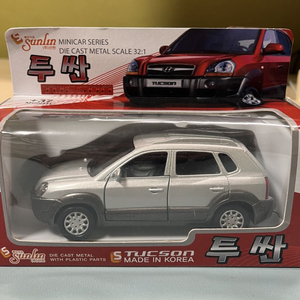 Sunlin
MINICAR SERIES
DIE CAST METAL SCALE 32:1
투싼
TUCSON
Sunlin
DIE CAST METAL
WITH PLASTIC PARTS
TUCSON
MADE IN KOREA
투싼